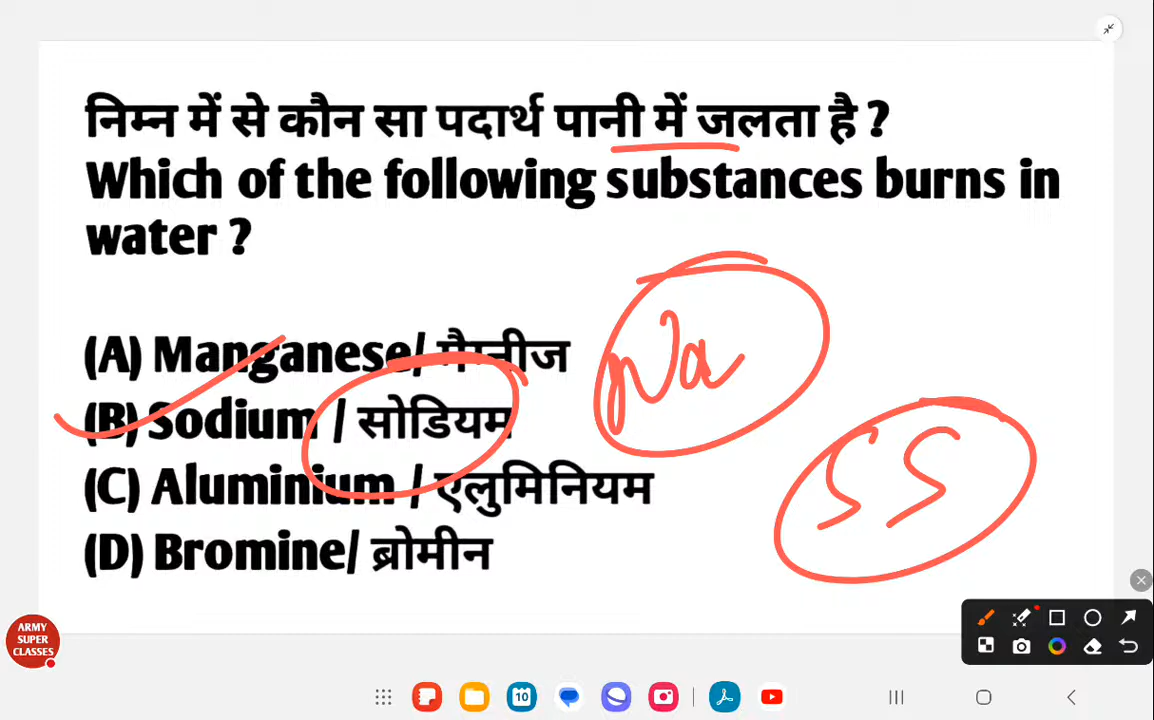 निम्न में से कौन सा पदार्थ पानी में जलता है ?
Which of the following substances burns in
water ?
(A) Manganese/ मैग्नीज
(B) Sodium / सोडियम
(C) Aluminium / एलुमिनियम
(D) Bromine/ ब्रोमीन
Na
SS
ARMY
SUPER
CLASSES
10